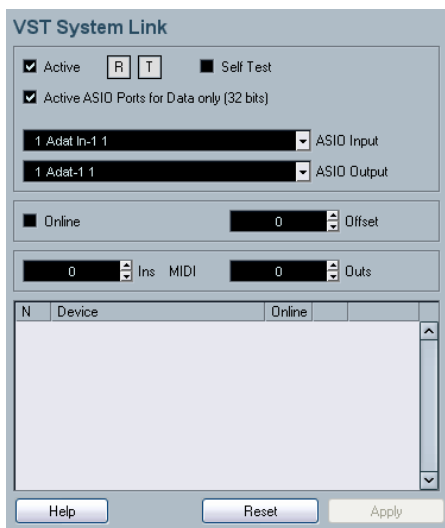 VST System Link
Active R T Self Test
Active ASIO Ports for Data only (32 bits)
1 Adat In-1 1 ASIO Input
1 Adat-1 1 ASIO Output
Online 0 Offset
0 Ins MIDI 0 Outs
N Device Online
Help Reset Apply